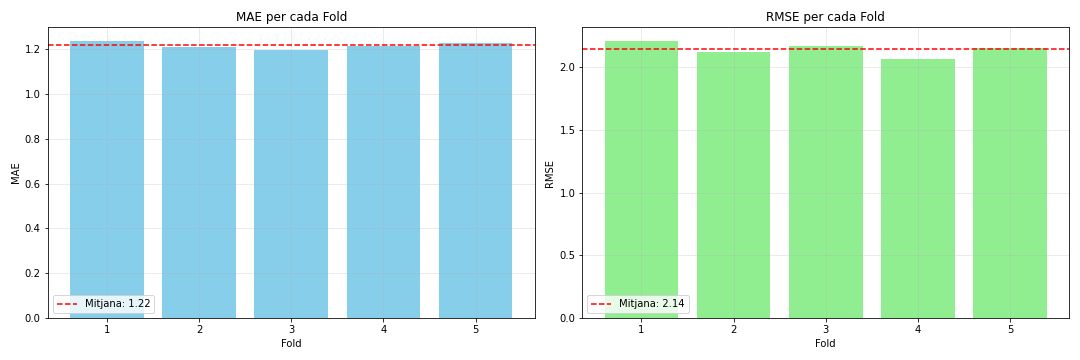 MAE per cada Fold
MAE
1.2
1.0
0.8
0.6
0.4
0.2
0.0
Mitjana: 1.22
1 2 3 4 5
Fold
RMSE per cada Fold
RMSE
2.0
1.5
1.0
0.5
0.0
Mitjana: 2.14
1 2 3 4 5
Fold